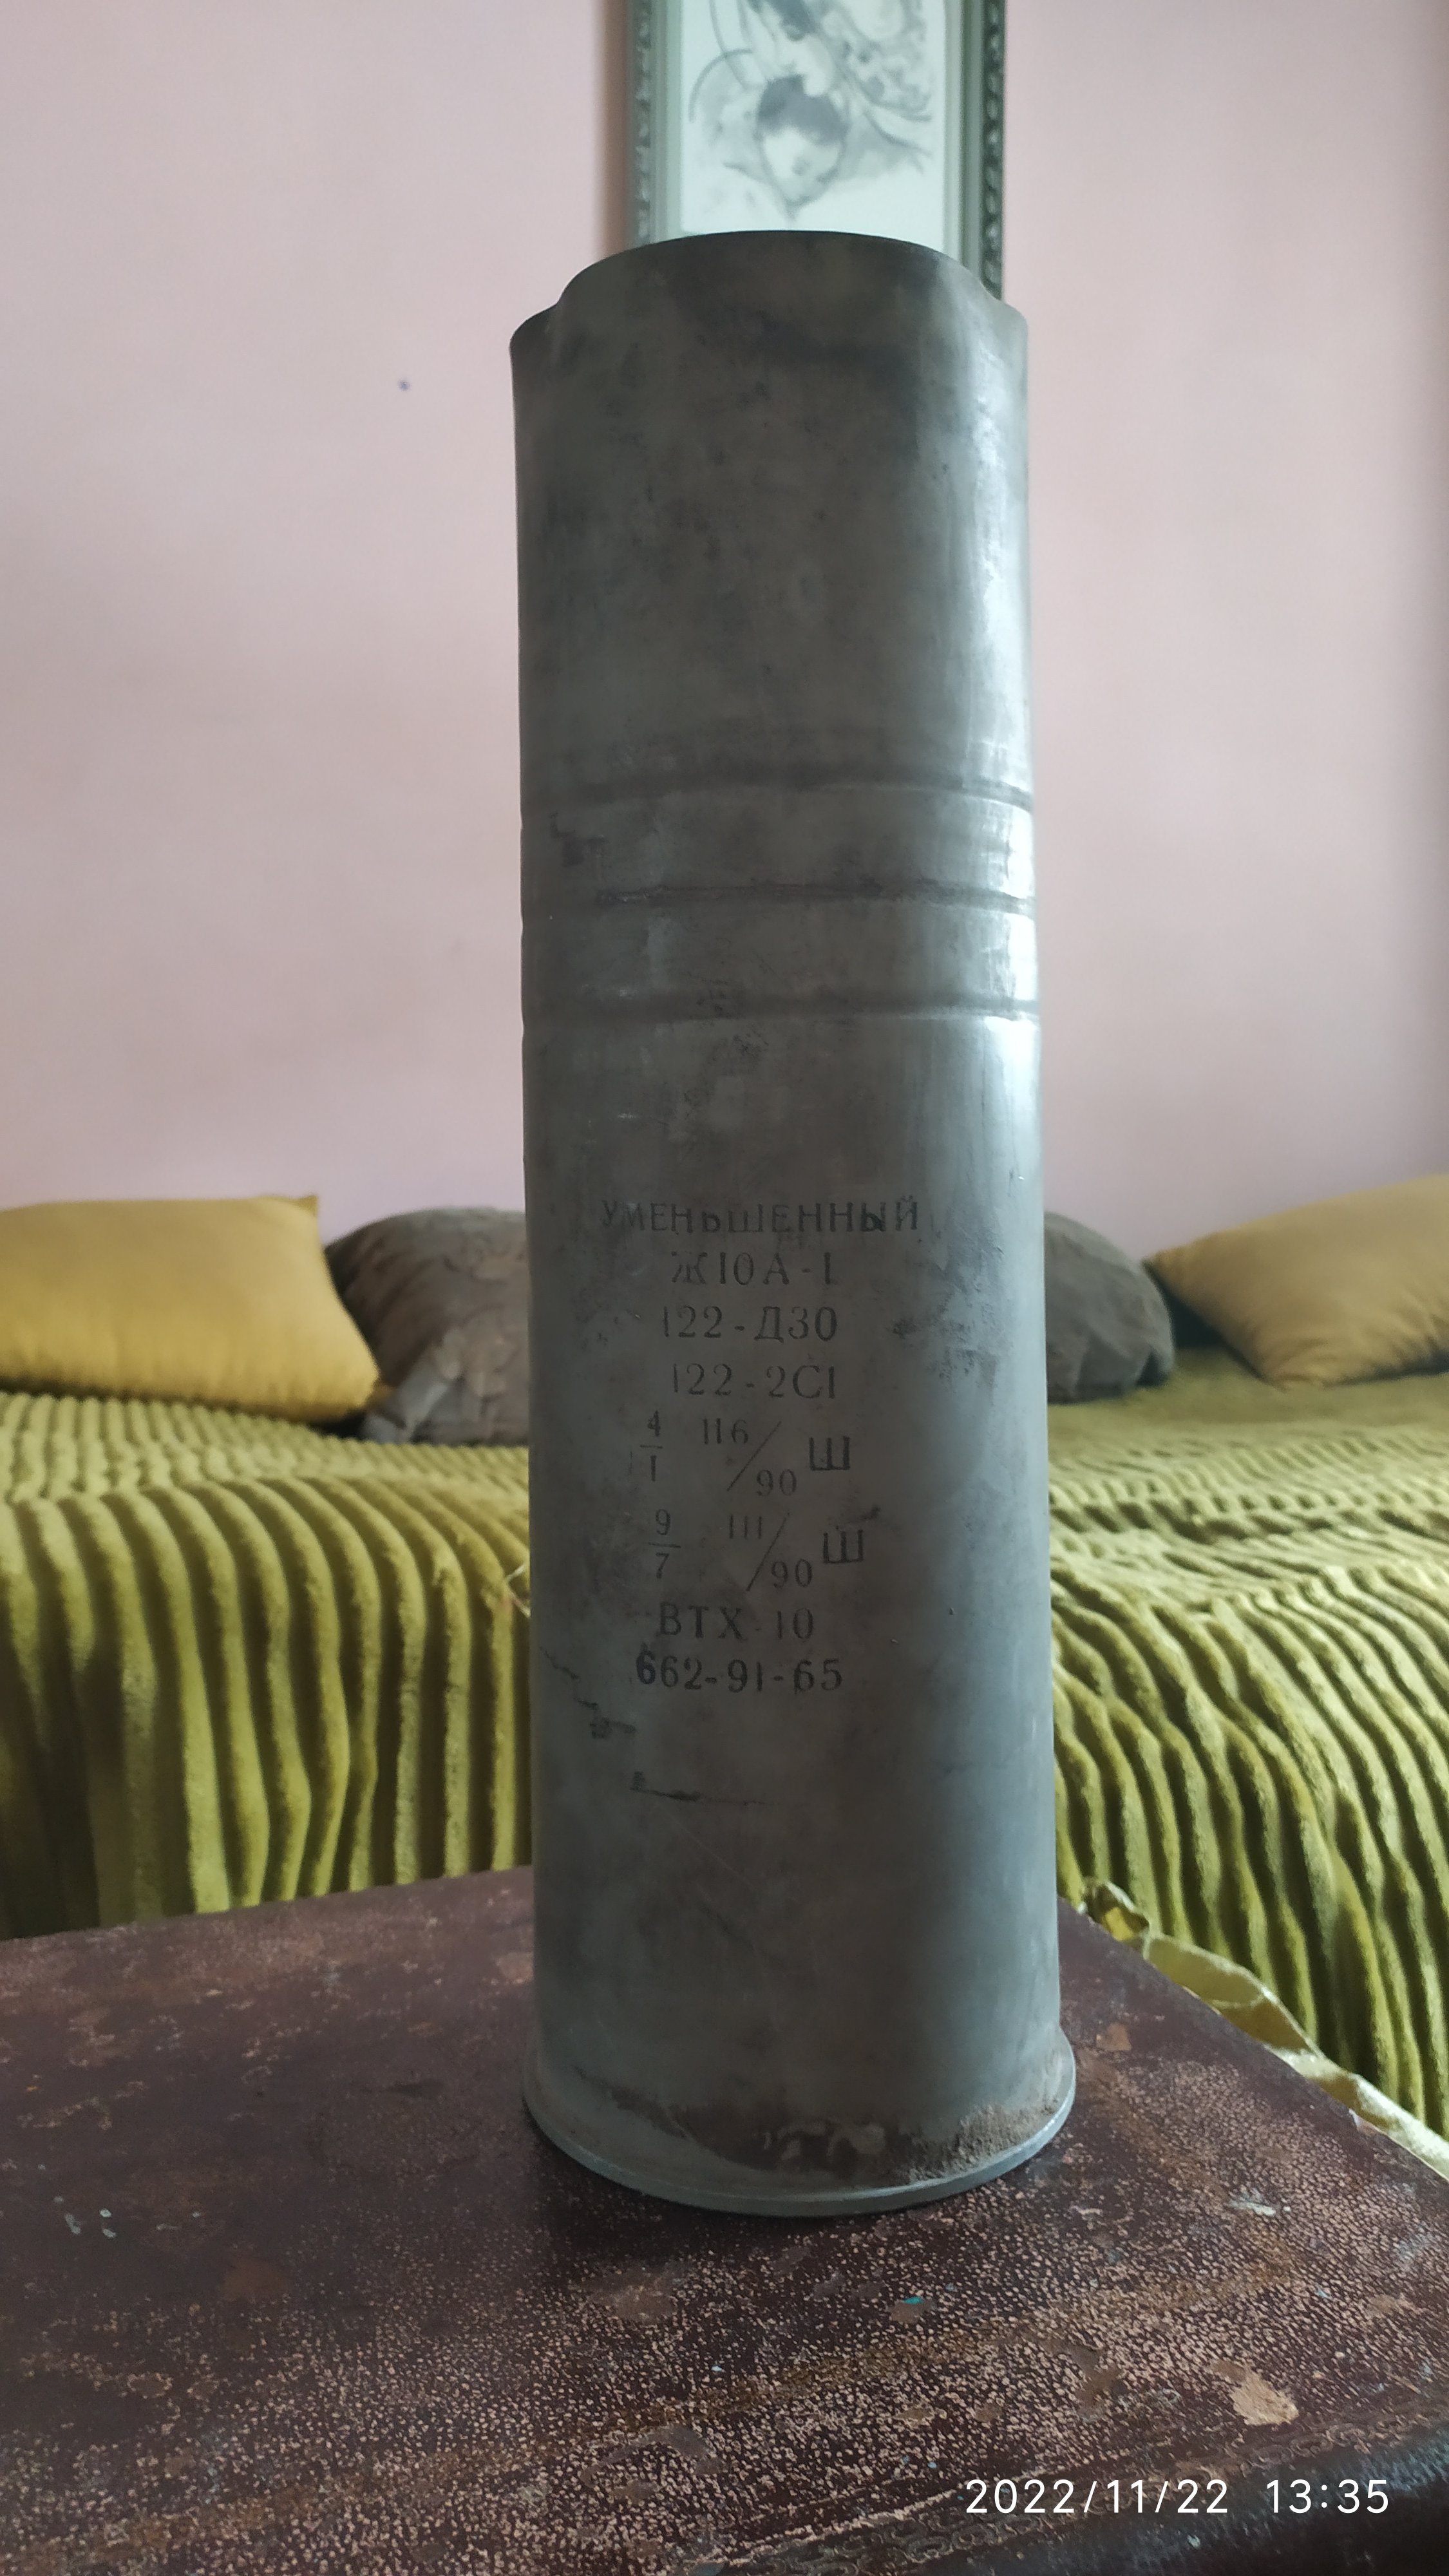 УМЕНЬШЕННЫЙ
Ж10А-1
122-Д30
122-2С1
4/1 116/90 Ш
9/7 111/90 Ш
ВТХ-10
662-91-65
2022/11/22 13:35